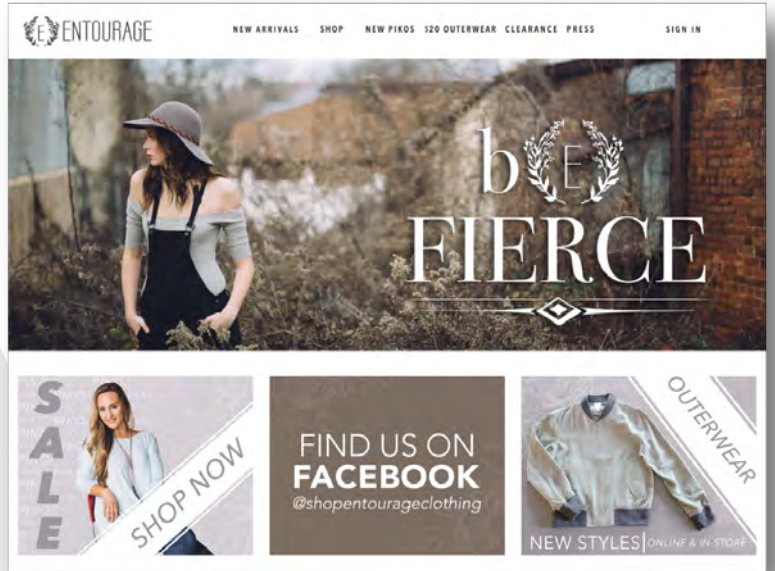 E ENTOURAGE
NEW ARRIVALS SHOP NEW PIKOS $20 OUTERWEAR CLEARANCE PRESS SIGN IN
b E
FIERCE
SALE
SHOP NOW
FIND US ON
FACEBOOK
@shopentourageclothing
OUTERWEAR
NEW STYLES| ONLINE & IN-STORE